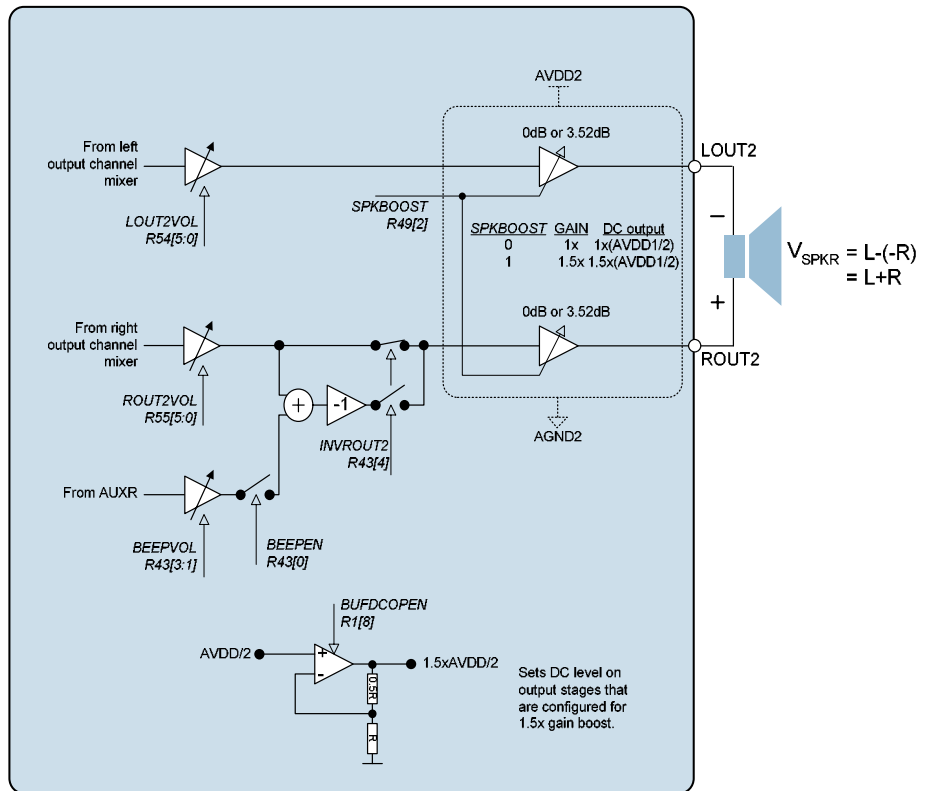 AVDD2
0dB or 3.52dB
From left
output channel
mixer
LOUT2
LOUT2VOL
R54[5:0]
SPKBOOST
R49[2]
SPKBOOST GAIN DC output
0 1x 1x(AVDD1/2)
1 1.5x 1.5x(AVDD1/2)
−
VSPKR = L-(-R)
= L+R
+
0dB or 3.52dB
From right
output channel
mixer
ROUT2
ROUT2VOL
R55[5:0]
+
-1
INVROUT2
R43[4]
AGND2
From AUXR
BEEPVOL
R43[3:1]
BEEPEN
R43[0]
BUFDCOPEN
R1[8]
AVDD/2
+
-
1.5xAVDD/2
0.5R
R
Sets DC level on
output stages that
are configured for
1.5x gain boost.